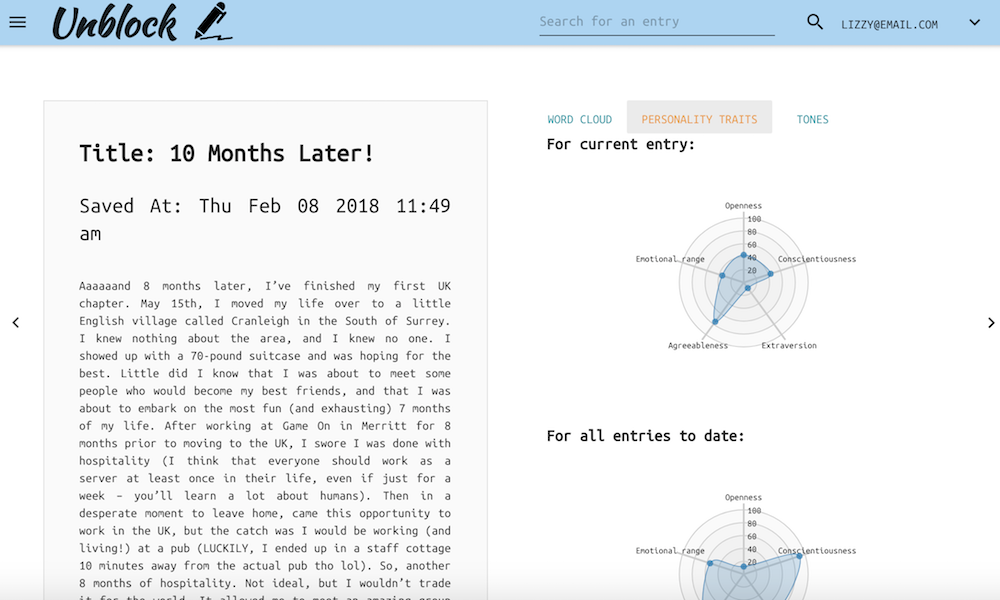 Unblock
Search for an entry
LIZZY@EMAIL.COM
Title: 10 Months Later!
Saved At: Thu Feb 08 2018 11:49
am
Aaaaaand 8 months later, I’ve finished my first UK
chapter. May 15th, I moved my life over to a little
English village called Cranleigh in the South of Surrey.
I knew nothing about the area, and I knew no one. I
showed up with a 70-pound suitcase and was hoping for the
best. Little did I know that I was about to meet some
people who would become my best friends, and that I was
about to embark on the most fun (and exhausting) 7 months
of my life. After working at Game On in Merritt for 8
months prior to moving to the UK, I swore I was done with
hospitality (I think that everyone should work as a
server at least once in their life, even if just for a
week – you’ll learn a lot about humans). Then in a
desperate moment to leave home, came this opportunity to
work in the UK, but the catch was I would be working (and
living!) at a pub (LUCKILY, I ended up in a staff cottage
10 minutes away from the actual pub tho lol). So, another
8 months of hospitality. Not ideal, but I wouldn’t trade
it for the world. It allowed me to meet an amazing group
WORD CLOUD
PERSONALITY TRAITS
TONES
For current entry:
Openness
100
80
60
40
20
Emotional range
Conscientiousness
Agreeableness
Extraversion
For all entries to date:
Openness
100
80
60
40
20
Emotional range
Conscientiousness